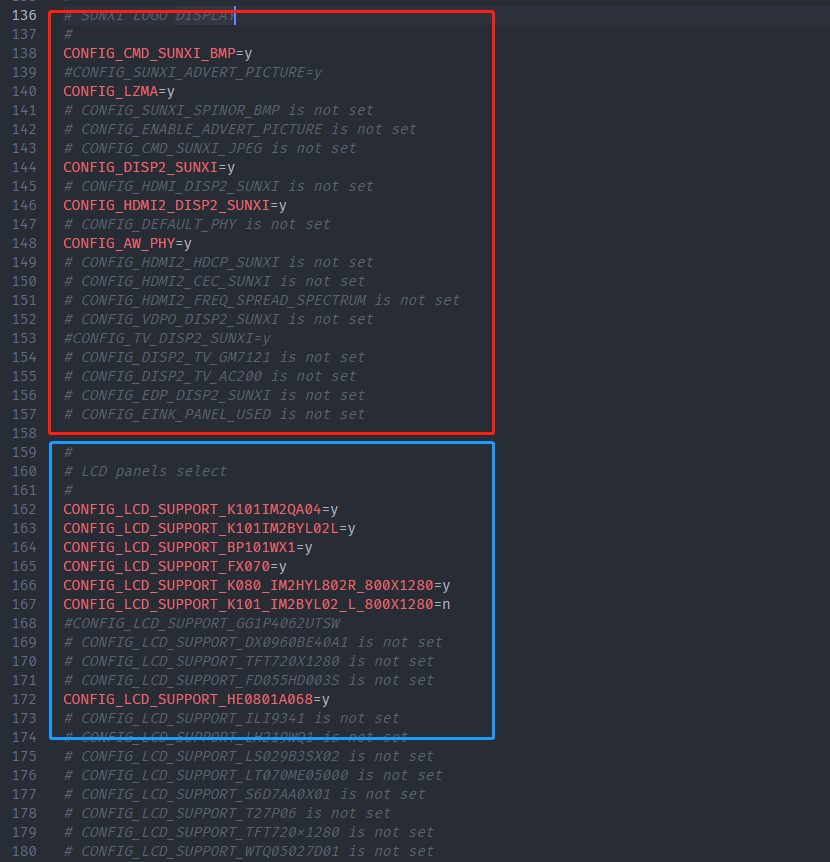 136 # SUNXI LOGO DISPLAY
137 #
138 CONFIG_CMD_SUNXI_BMP=y
139 #CONFIG_SUNXI_ADVERT_PICTURE=y
140 CONFIG_LZMA=y
141 # CONFIG_SUNXI_SPINOR_BMP is not set
142 # CONFIG_ENABLE_ADVERT_PICTURE is not set
143 # CONFIG_CMD_SUNXI_JPEG is not set
144 CONFIG_DISP2_SUNXI=y
145 # CONFIG_HDMI_DISP2_SUNXI is not set
146 CONFIG_HDMI2_DISP2_SUNXI=y
147 # CONFIG_DEFAULT_PHY is not set
148 CONFIG_AW_PHY=y
149 # CONFIG_HDMI2_HDCP_SUNXI is not set
150 # CONFIG_HDMI2_CEC_SUNXI is not set
151 # CONFIG_HDMI2_FREQ_SPREAD_SPECTRUM is not set
152 # CONFIG_VDPO_DISP2_SUNXI is not set
153 #CONFIG_TV_DISP2_SUNXI=y
154 # CONFIG_DISP2_TV_GM7121 is not set
155 # CONFIG_DISP2_TV_AC200 is not set
156 # CONFIG_EDP_DISP2_SUNXI is not set
157 # CONFIG_EINK_PANEL_USED is not set
158
159 #
160 # LCD panels select
161 #
162 CONFIG_LCD_SUPPORT_K101IM2QA04=y
163 CONFIG_LCD_SUPPORT_K101IM2BYL02L=y
164 CONFIG_LCD_SUPPORT_BP101WX1=y
165 CONFIG_LCD_SUPPORT_FX070=y
166 CONFIG_LCD_SUPPORT_K080_IM2HYL802R_800X1280=y
167 CONFIG_LCD_SUPPORT_K101_IM2BYL02_L_800X1280=n
168 #CONFIG_LCD_SUPPORT_GG1P4062UTSW
169 # CONFIG_LCD_SUPPORT_DX0960BE40A1 is not set
170 # CONFIG_LCD_SUPPORT_TFT720X1280 is not set
171 # CONFIG_LCD_SUPPORT_FD055HD003S is not set
172 CONFIG_LCD_SUPPORT_HE0801A068=y
173 # CONFIG_LCD_SUPPORT_ILI9341 is not set
174 # CONFIG_LCD_SUPPORT_LH219WQ1 is not set
175 # CONFIG_LCD_SUPPORT_LS029B3SX02 is not set
176 # CONFIG_LCD_SUPPORT_LT070ME05000 is not set
177 # CONFIG_LCD_SUPPORT_S6D7AA0X01 is not set
178 # CONFIG_LCD_SUPPORT_T27P06 is not set
179 # CONFIG_LCD_SUPPORT_TFT720×1280 is not set
180 # CONFIG_LCD_SUPPORT_WTQ05027D01 is not set